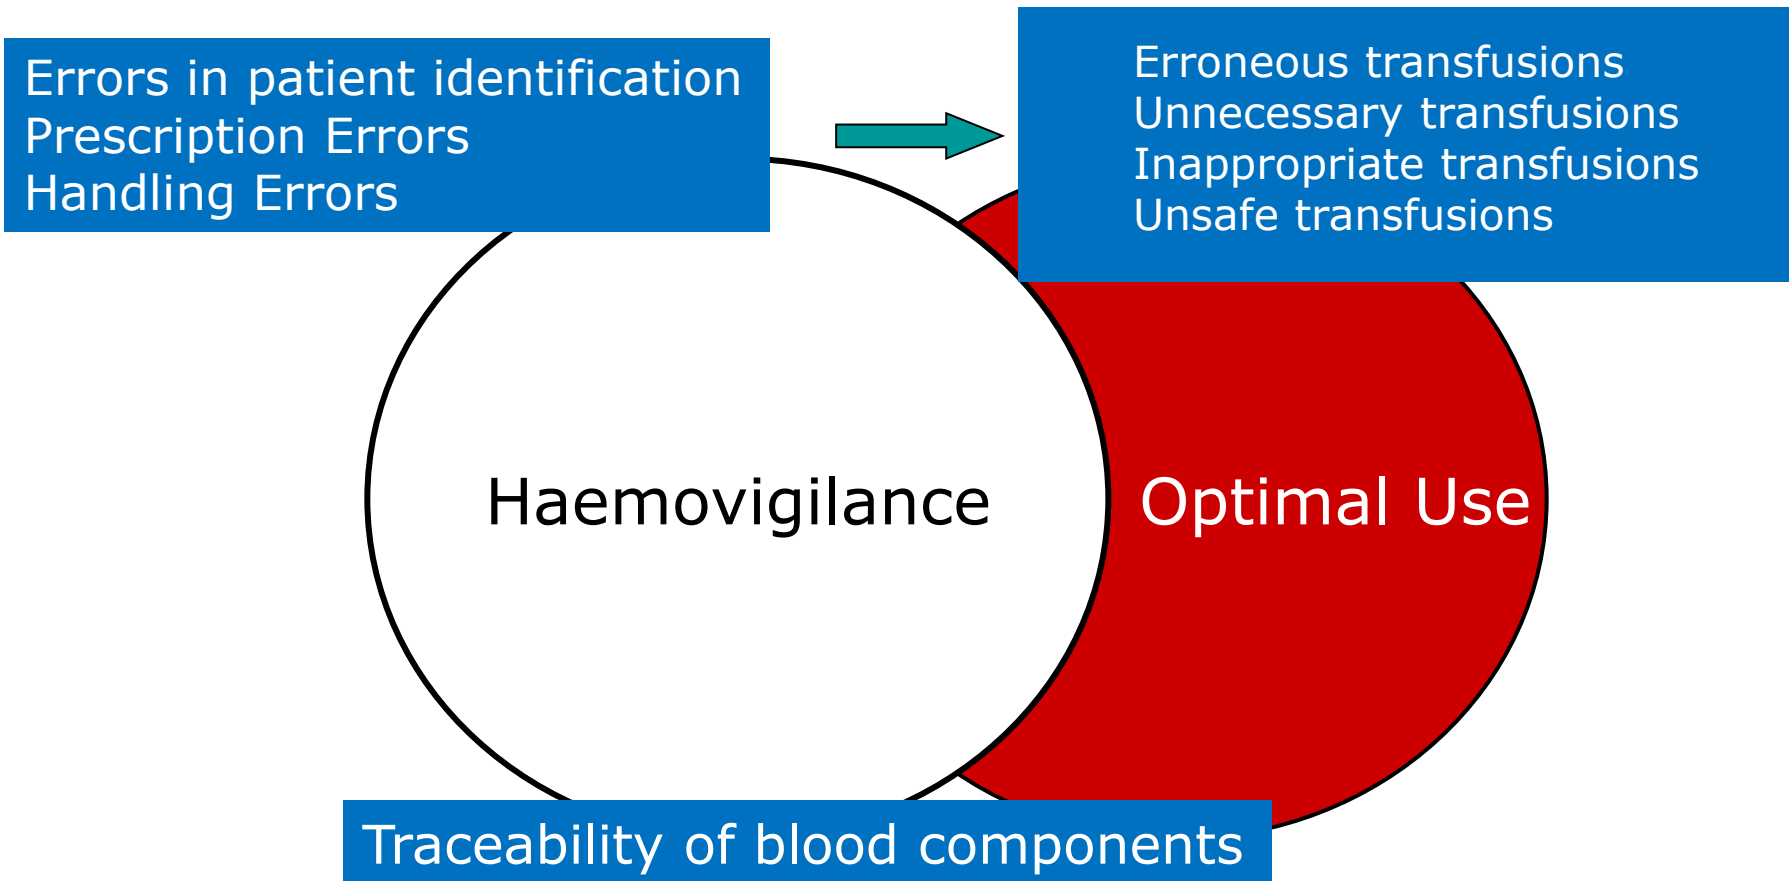 Errors in patient identification
Prescription Errors
Handling Errors
Erroneous transfusions
Unnecessary transfusions
Inappropriate transfusions
Unsafe transfusions
Haemovigilance
Optimal Use
Traceability of blood components